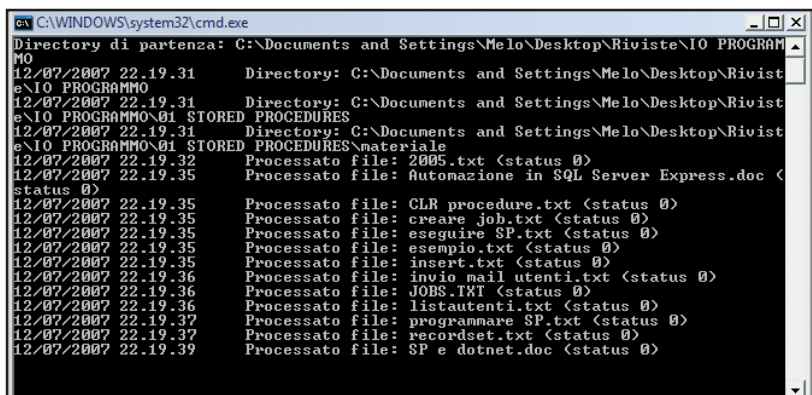 C:\WINDOWS\system32\cmd.exe
Directory di partenza: C:\Documents and Settings\Melo\Desktop\Riviste\IO PROGRAM
MO
12/07/2007 22.19.31 Directory: C:\Documents and Settings\Melo\Desktop\Rivist
e\IO PROGRAMMO
12/07/2007 22.19.31 Directory: C:\Documents and Settings\Melo\Desktop\Rivist
e\IO PROGRAMMO\01 STORED PROCEDURES
12/07/2007 22.19.31 Directory: C:\Documents and Settings\Melo\Desktop\Rivist
e\IO PROGRAMMO\01 STORED PROCEDURES\materiale
12/07/2007 22.19.32 Processato file: 2005.txt (status 0)
12/07/2007 22.19.35 Processato file: Automazione in SQL Server Express.doc (
status 0)
12/07/2007 22.19.35 Processato file: CLR procedure.txt (status 0)
12/07/2007 22.19.35 Processato file: creare job.txt (status 0)
12/07/2007 22.19.35 Processato file: eseguire SP.txt (status 0)
12/07/2007 22.19.35 Processato file: esempio.txt (status 0)
12/07/2007 22.19.35 Processato file: insert.txt (status 0)
12/07/2007 22.19.36 Processato file: invio mail utenti.txt (status 0)
12/07/2007 22.19.36 Processato file: JOBS.TXT (status 0)
12/07/2007 22.19.36 Processato file: listautenti.txt (status 0)
12/07/2007 22.19.37 Processato file: programmare SP.txt (status 0)
12/07/2007 22.19.37 Processato file: recordset.txt (status 0)
12/07/2007 22.19.39 Processato file: SP e dotnet.doc (status 0)